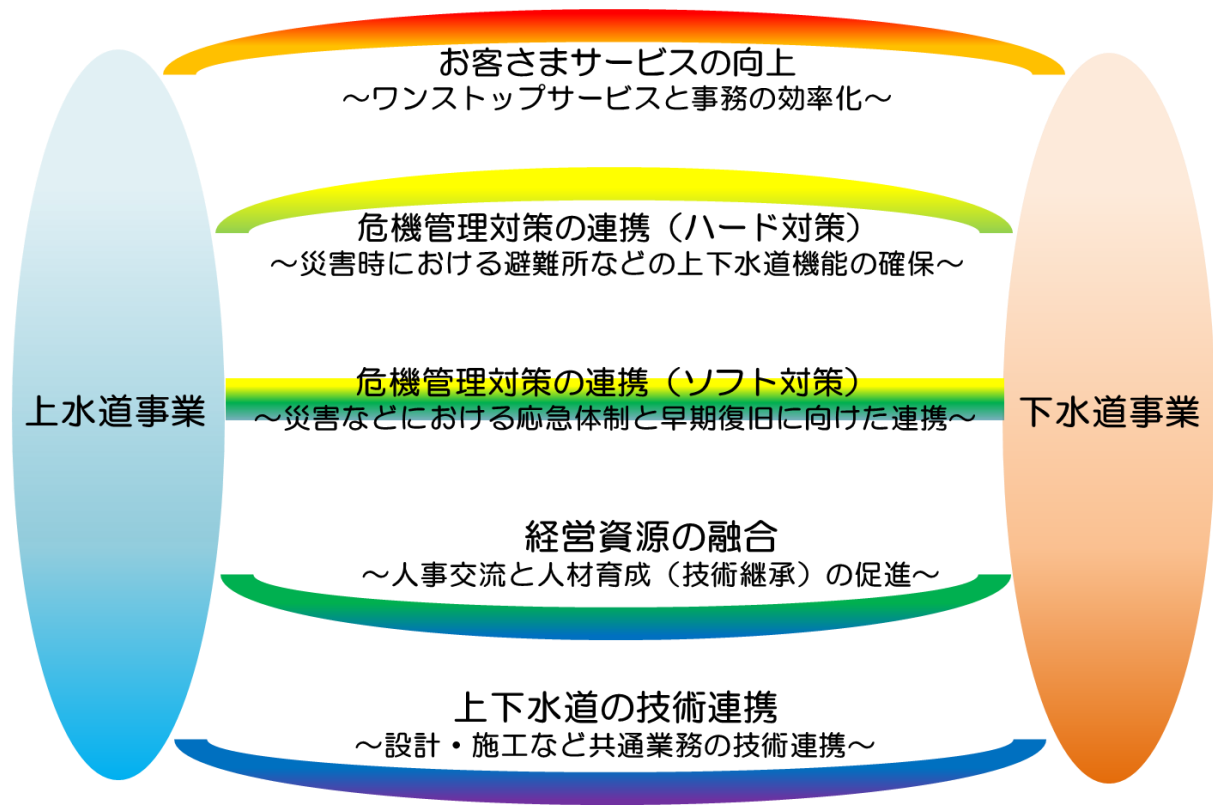 お客さまサービスの向上
～ワンストップサービスと事務の効率化～
危機管理対策の連携（ハード対策）
～災害時における避難所などの上下水道機能の確保～
危機管理対策の連携（ソフト対策）
～災害などにおける応急体制と早期復旧に向けた連携～
上水道事業
下水道事業
経営資源の融合
～人事交流と人材育成（技術継承）の促進～
上下水道の技術連携
～設計・施工など共通業務の技術連携～